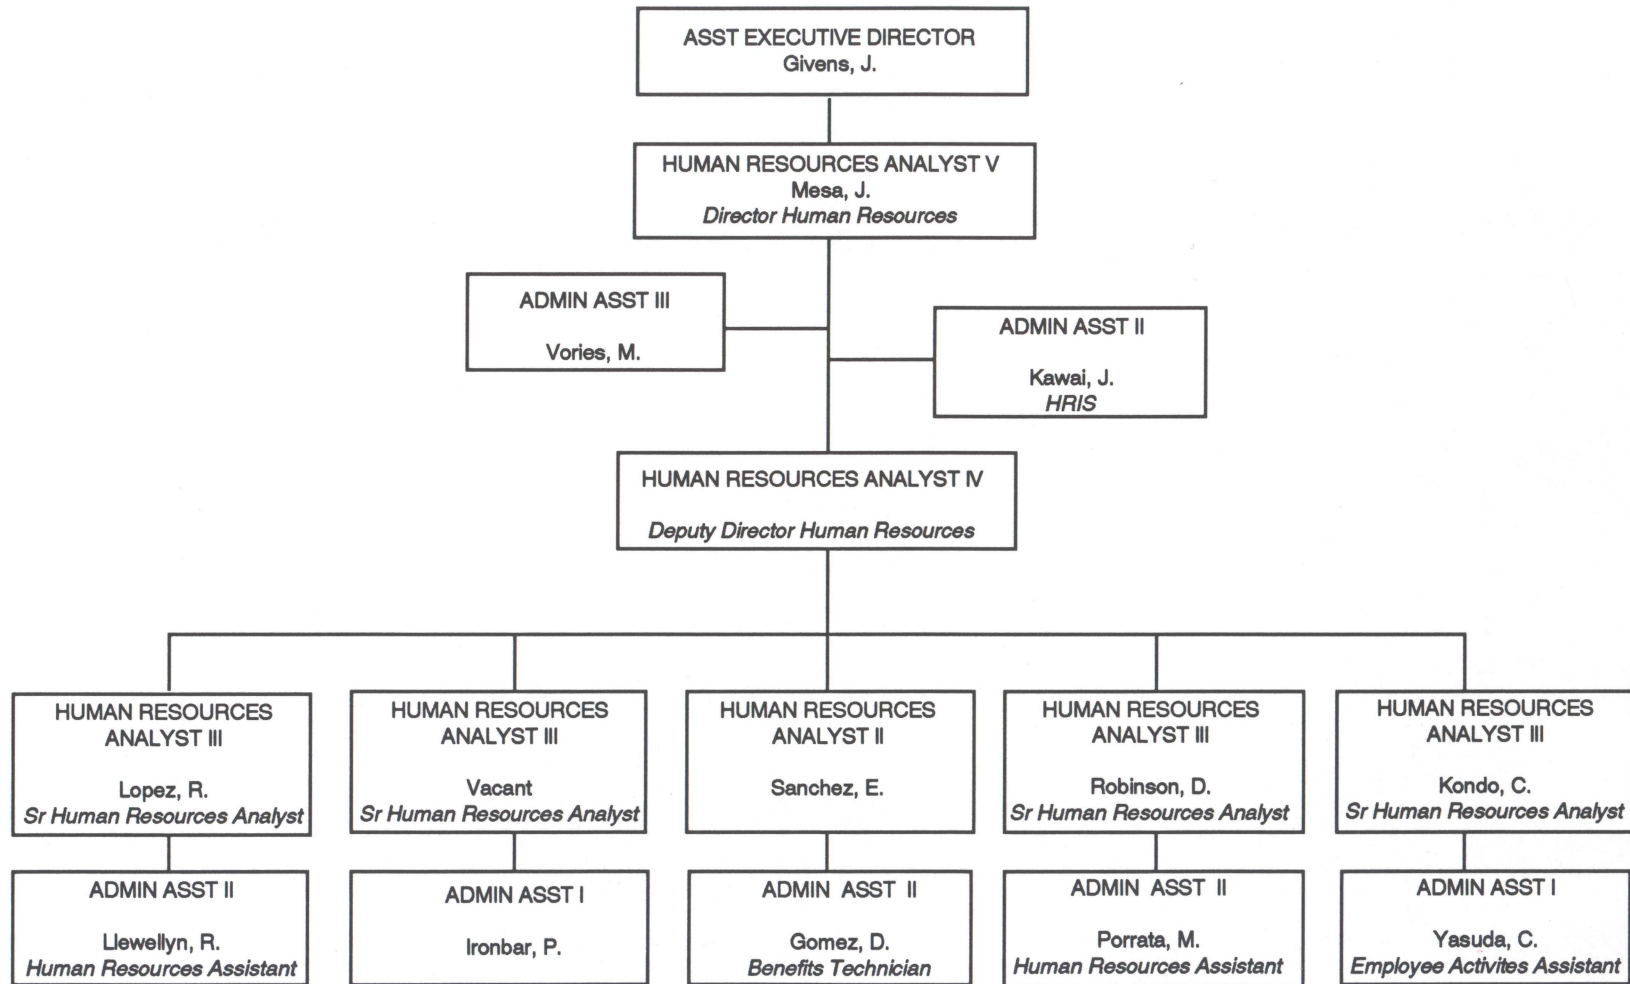 ASST EXECUTIVE DIRECTOR
Givens, J.
HUMAN RESOURCES ANALYST V
Mesa, J.
Director Human Resources
ADMIN ASST III
Vories, M.
ADMIN ASST II
Kawai, J.
HRIS
HUMAN RESOURCES ANALYST IV
Deputy Director Human Resources
HUMAN RESOURCES
ANALYST III
Lopez, R.
Sr Human Resources Analyst
HUMAN RESOURCES
ANALYST III
Vacant
Sr Human Resources Analyst
HUMAN RESOURCES
ANALYST II
Sanchez, E.
HUMAN RESOURCES
ANALYST III
Robinson, D.
Sr Human Resources Analyst
HUMAN RESOURCES
ANALYST III
Kondo, C.
Sr Human Resources Analyst
ADMIN ASST II
Llewellyn, R.
Human Resources Assistant
ADMIN ASST I
Ironbar, P.
ADMIN ASST II
Gomez, D.
Benefits Technician
ADMIN ASST II
Porrata, M.
Human Resources Assistant
ADMIN ASST I
Yasuda, C.
Employee Activites Assistant